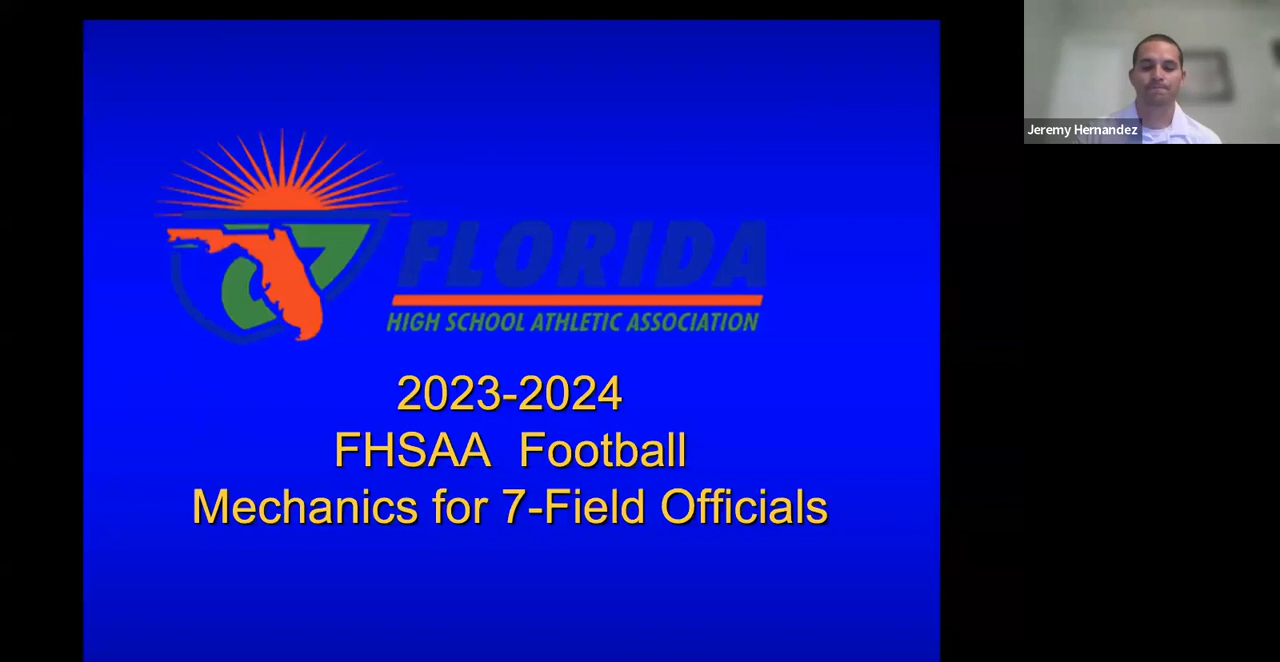 FLORIDA
HIGH SCHOOL ATHLETIC ASSOCIATION
2023-2024
FHSAA Football
Mechanics for 7-Field Officials
Jeremy Hernandez